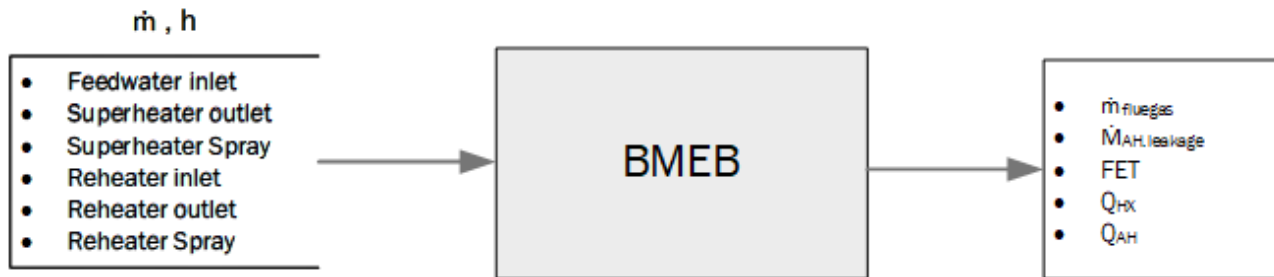 ṁ , h
• Feedwater inlet
• Superheater outlet
• Superheater Spray
• Reheater inlet
• Reheater outlet
• Reheater Spray
BMEB
• ṁfluegas
• ṀAH.leakage
• FET
• QHX
• QAH